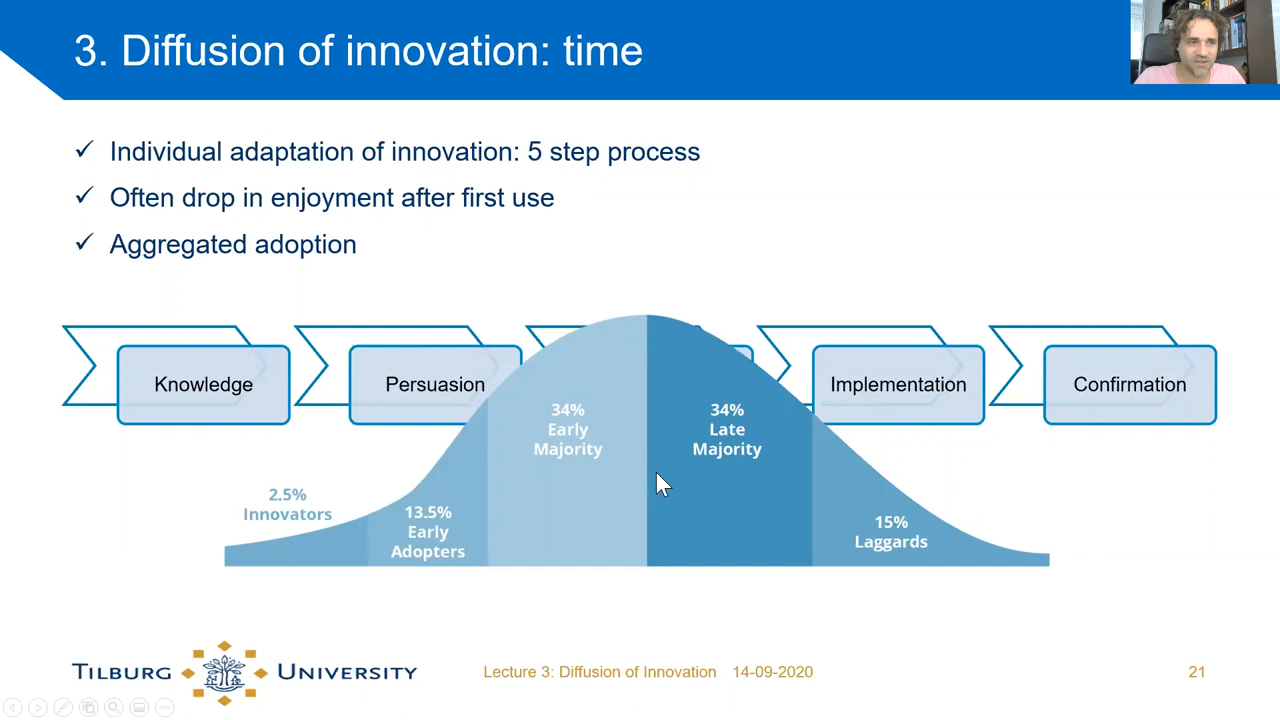 3. Diffusion of innovation: time
Individual adaptation of innovation: 5 step process
Often drop in enjoyment after first use
Aggregated adoption
Knowledge
Persuasion
Implementation
Confirmation
34%
Early
Majority
34%
Late
Majority
2.5%
Innovators
13.5%
Early
Adopters
15%
Laggards
TILBURG UNIVERSITY
Lecture 3: Diffusion of Innovation 14-09-2020
21